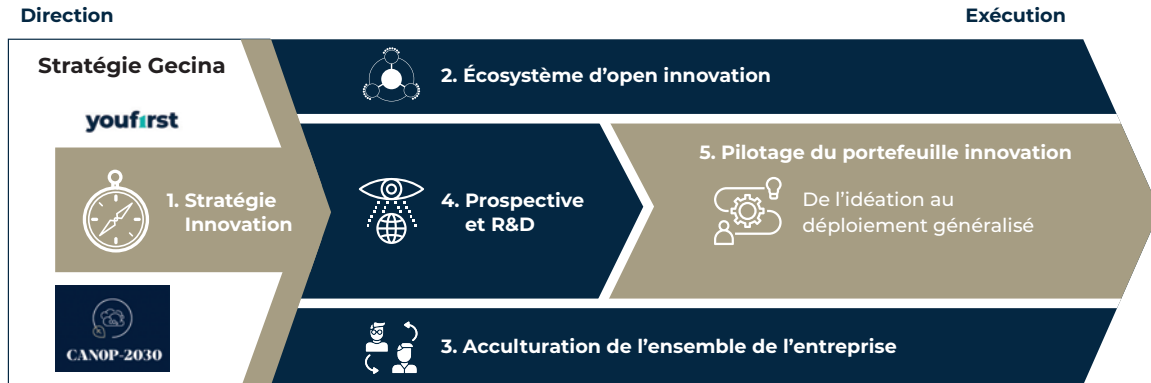 Direction
Exécution
Stratégie Gecina
youfirst
1. Stratégie
Innovation
CANOP-2030
2. Écosystème d’open innovation
4. Prospective
et R&D
5. Pilotage du portefeuille innovation
De l’idéation au
déploiement généralisé
3. Acculturation de l’ensemble de l’entreprise